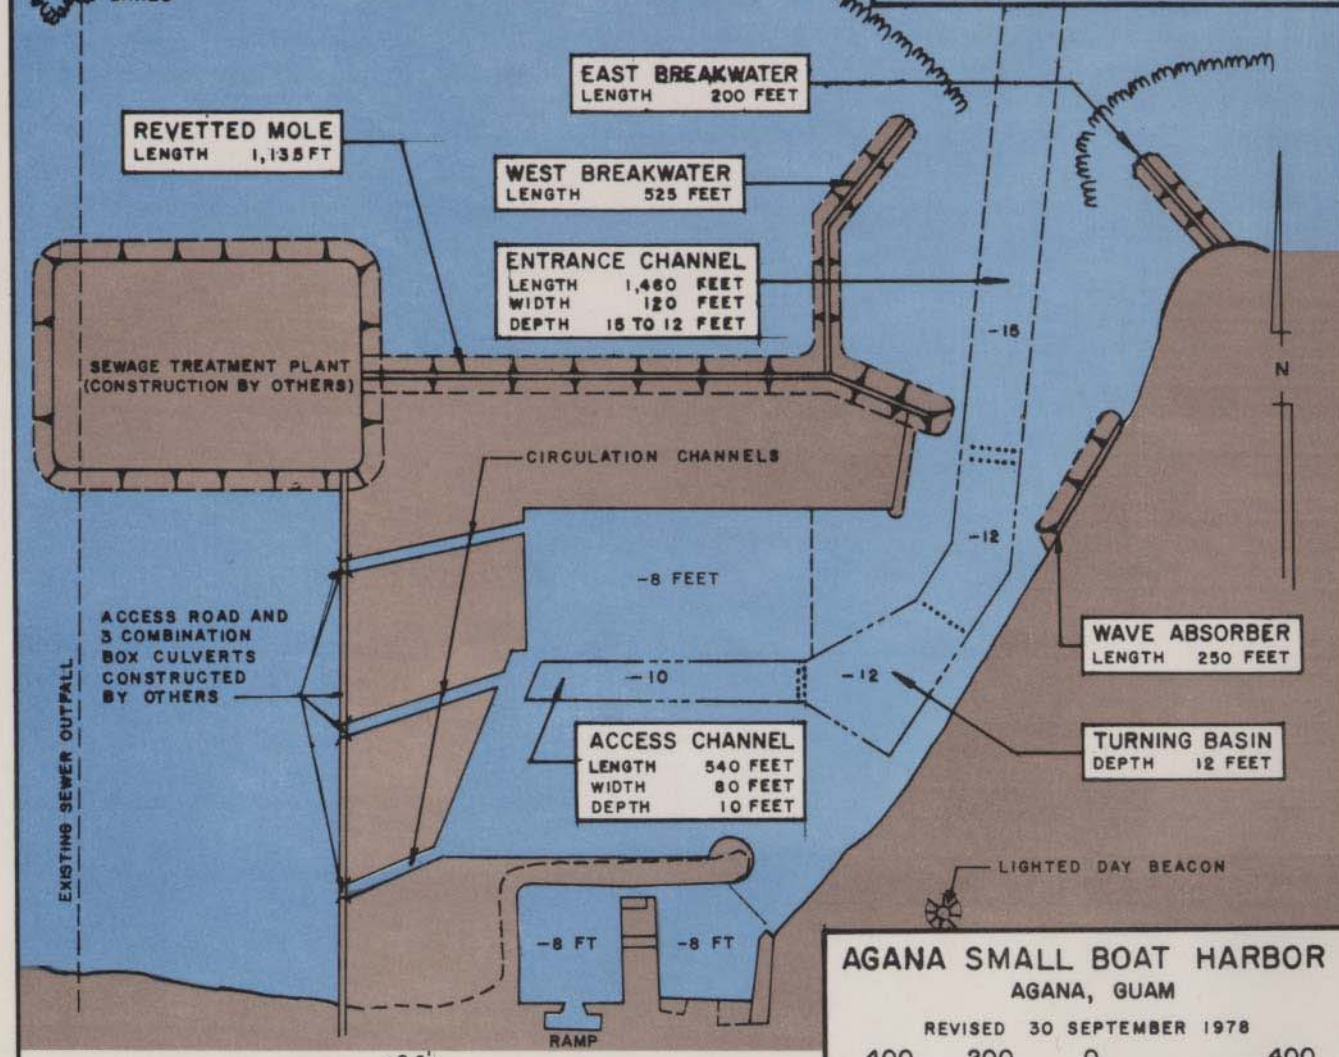 EAST BREAKWATER
LENGTH 200 FEET
REVETTED MOLE
LENGTH 1,135 FT
WEST BREAKWATER
LENGTH 525 FEET
ENTRANCE CHANNEL
LENGTH 1,460 FEET
WIDTH 120 FEET
DEPTH 15 TO 12 FEET
-15
N
SEWAGE TREATMENT PLANT
(CONSTRUCTION BY OTHERS)
CIRCULATION CHANNELS
-12
-8 FEET
ACCESS ROAD AND
3 COMBINATION
BOX CULVERTS
CONSTRUCTED
BY OTHERS
WAVE ABSORBER
LENGTH 250 FEET
-10
-12
EXISTING SEWER OUTFALL
ACCESS CHANNEL
LENGTH 540 FEET
WIDTH 80 FEET
DEPTH 10 FEET
TURNING BASIN
DEPTH 12 FEET
LIGHTED DAY BEACON
-8 FT
-8 FT
RAMP
AGANA SMALL BOAT HARBOR
AGANA, GUAM
REVISED 30 SEPTEMBER 1978
400 200 0 400